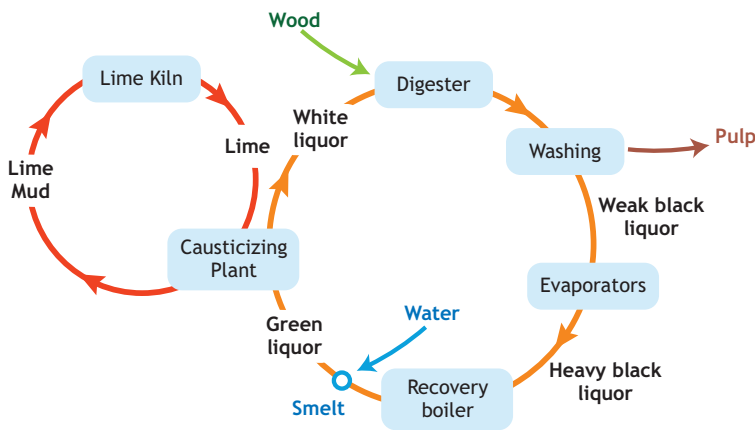 Wood
Lime Kiln
Digester
White
liquor
Lime
Washing
Pulp
Lime
Mud
Weak black
liquor
Causticizing
Plant
Evaporators
Water
Green
liquor
Heavy black
liquor
Recovery
boiler
Smelt